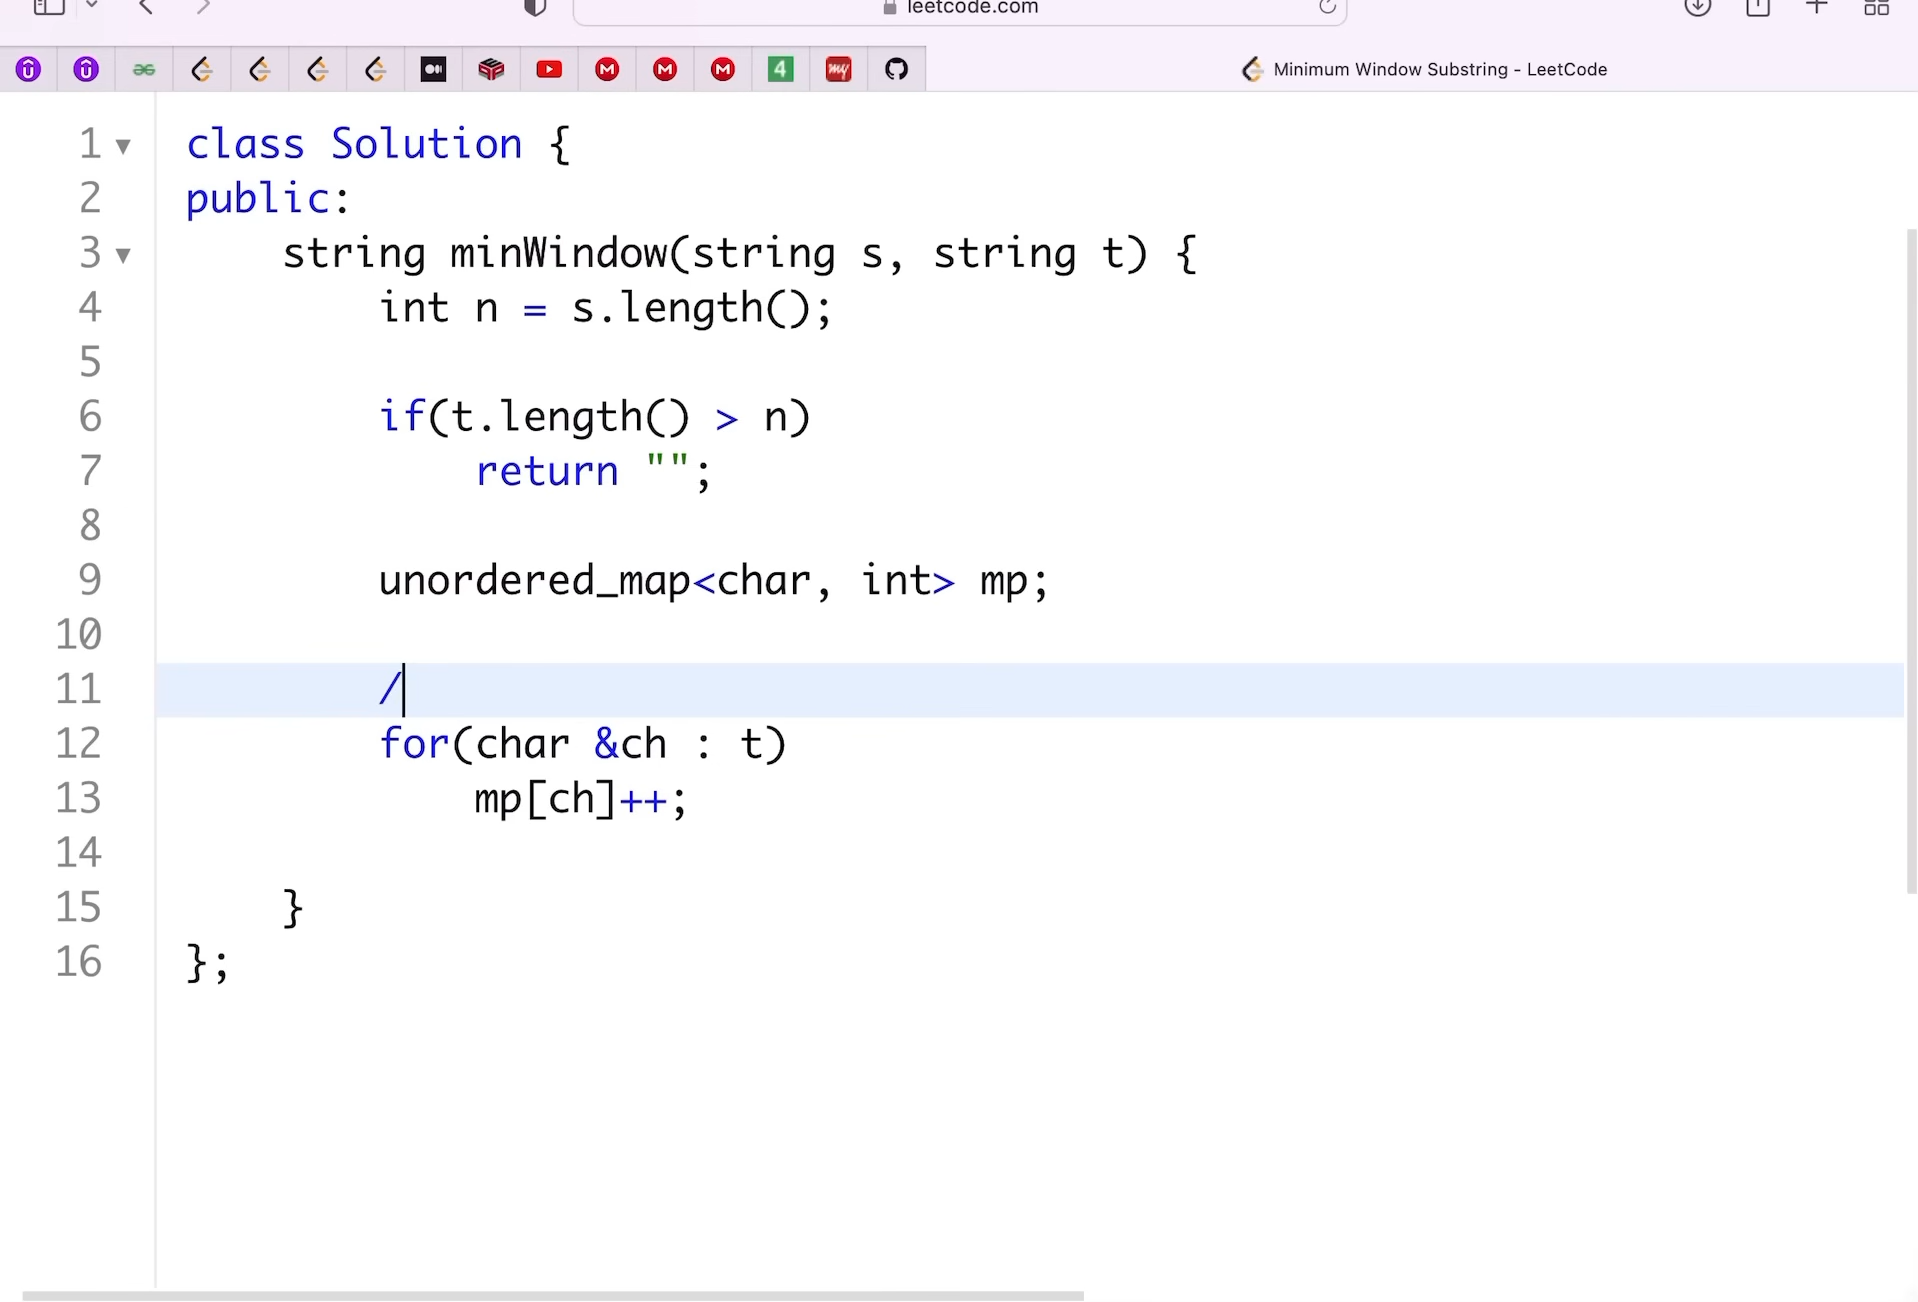 leetcode.com
4
my
Minimum Window Substring - LeetCode
1 class Solution {
2 public:
3 string minWindow(string s, string t) {
4 int n = s.length();
5
6 if(t.length() > n)
7 return "";
8
9 unordered_map<char, int> mp;
10
11 /
12 for(char &ch : t)
13 mp[ch]++;
14
15 }
16 };